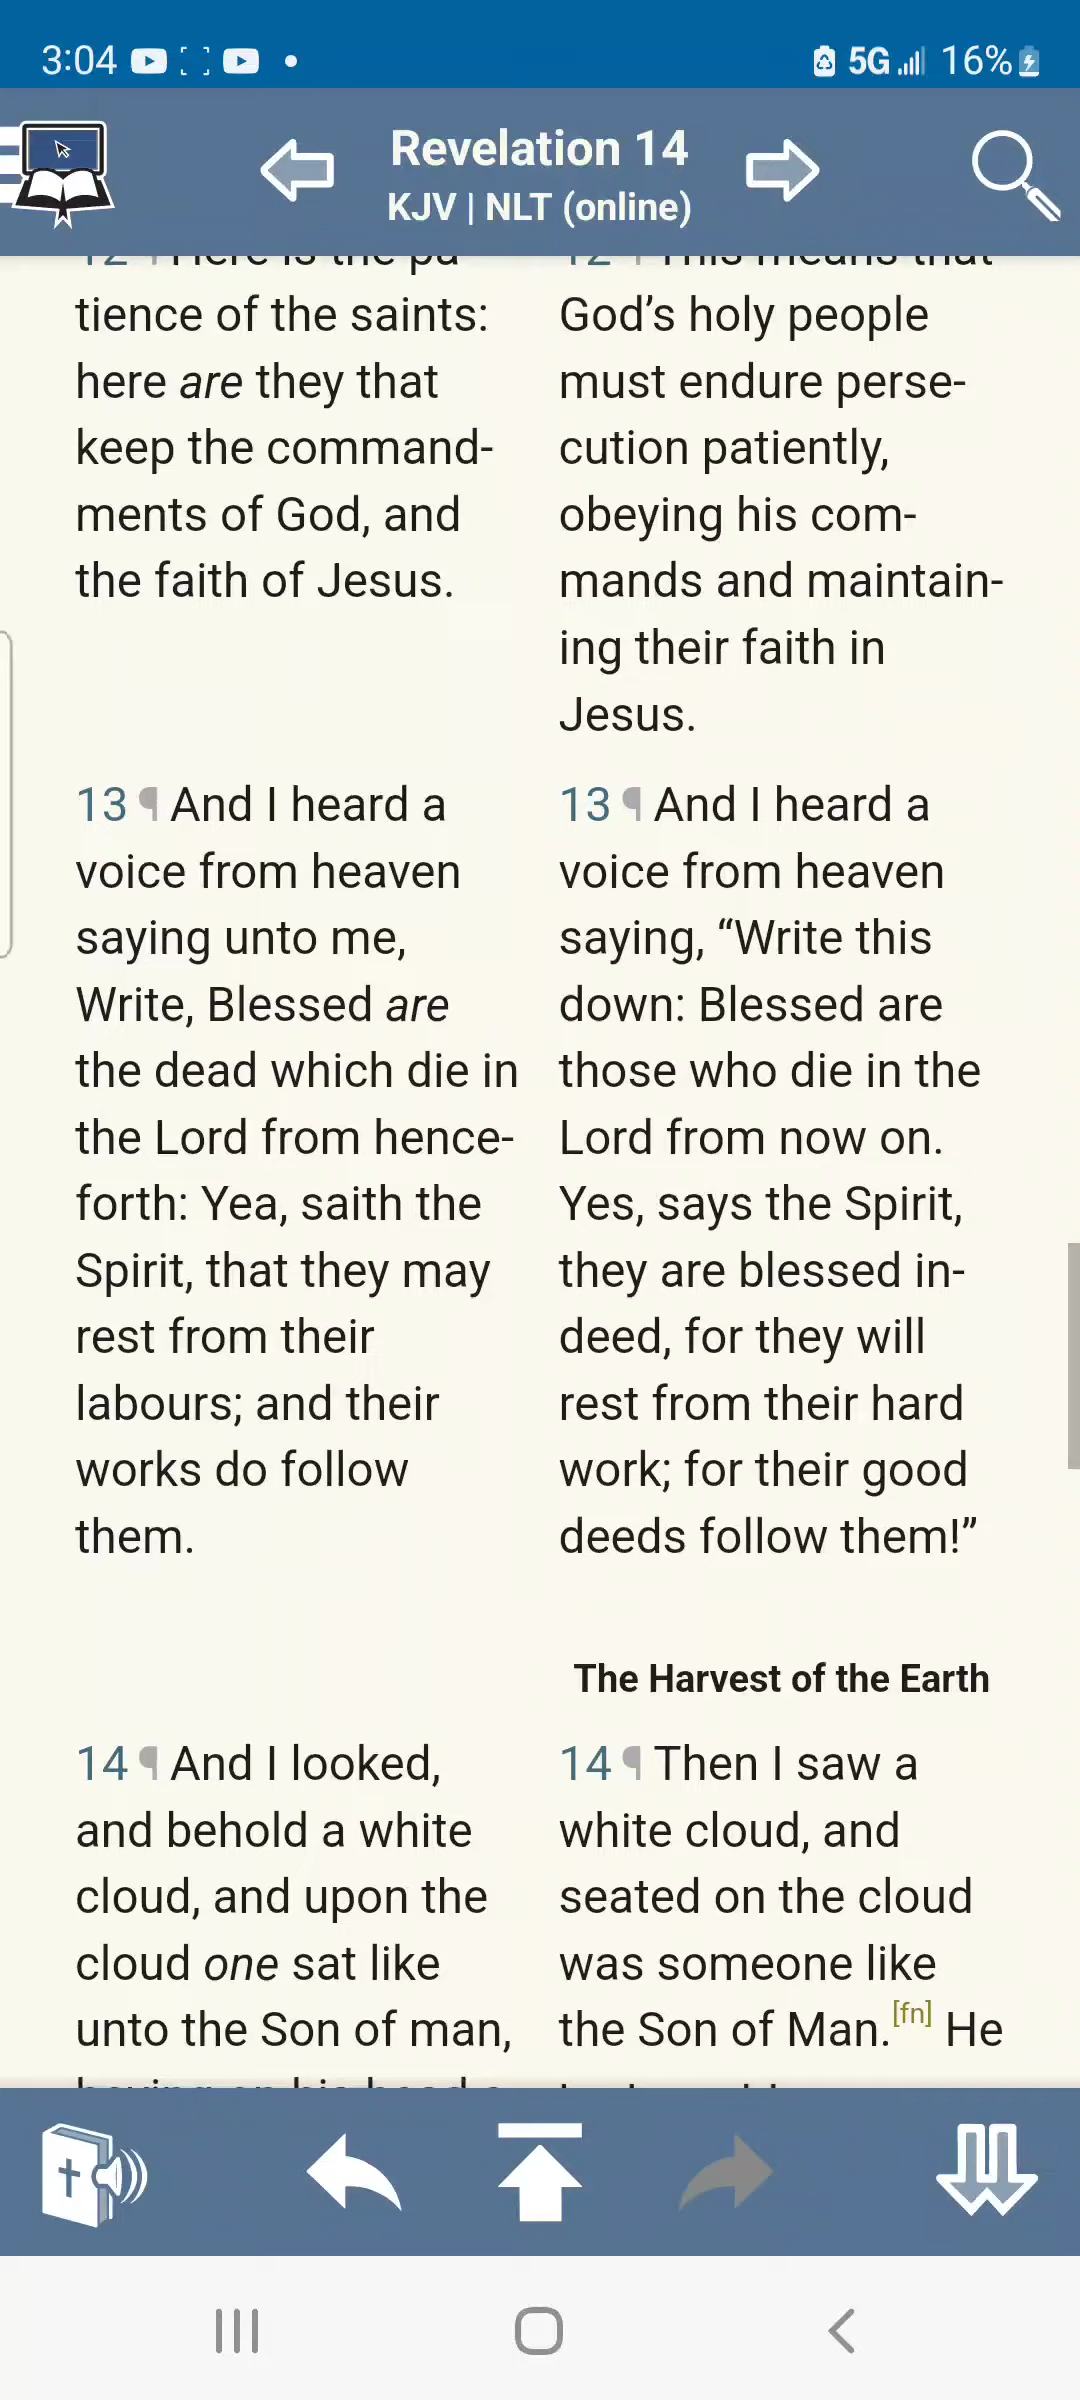 3:04
5G
16%
Revelation 14
KJV | NLT (online)
tience of the saints:
here are they that
keep the command-
ments of God, and
the faith of Jesus.
13 ¶ And I heard a
voice from heaven
saying unto me,
Write, Blessed are
the dead which die in
the Lord from hence-
forth: Yea, saith the
Spirit, that they may
rest from their
labours; and their
works do follow
them.
14 ¶ And I looked,
and behold a white
cloud, and upon the
cloud one sat like
unto the Son of man,
12 ¶ This means that
God’s holy people
must endure perse-
cution patiently,
obeying his com-
mands and maintain-
ing their faith in
Jesus.
13 ¶ And I heard a
voice from heaven
saying, “Write this
down: Blessed are
those who die in the
Lord from now on.
Yes, says the Spirit,
they are blessed in-
deed, for they will
rest from their hard
work; for their good
deeds follow them!”
The Harvest of the Earth
14 ¶ Then I saw a
white cloud, and
seated on the cloud
was someone like
the Son of Man.[fn] He